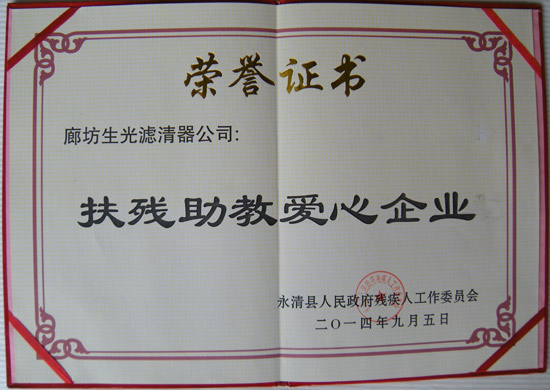 荣誉证书
廊坊生光滤清器公司:
扶残助教爱心企业
永清县人民政府残疾人工作委员会
二〇一四年九月五日